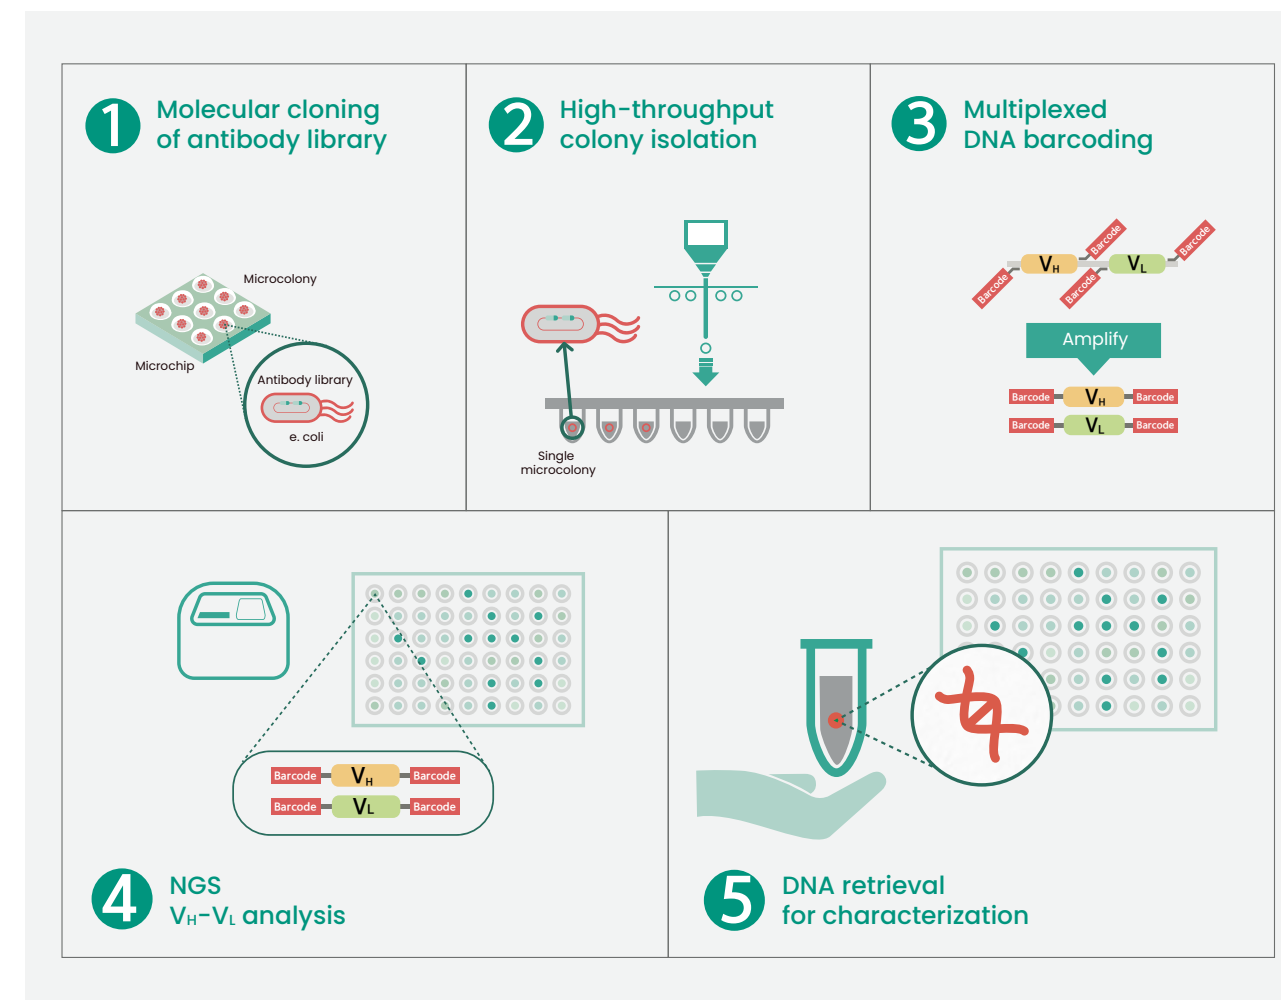 1 Molecular cloning
of antibody library
Microcolony
Microchip
Antibody library
e. coli
2 High-throughput
colony isolation
Single
microcolony
3 Multiplexed
DNA barcoding
Barcode VH Barcode Barcode VL Barcode
Amplify
Barcode VH Barcode
Barcode VL Barcode
Barcode VH Barcode
Barcode VL Barcode
4 NGS
VH-VL analysis
5 DNA retrieval
for characterization